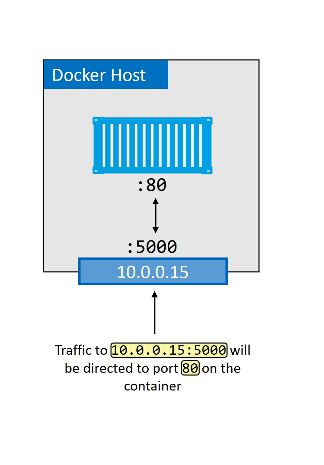 Docker Host
:80
:5000
10.0.0.15
Traffic to 10.0.0.15:5000 will
be directed to port 80 on the
container